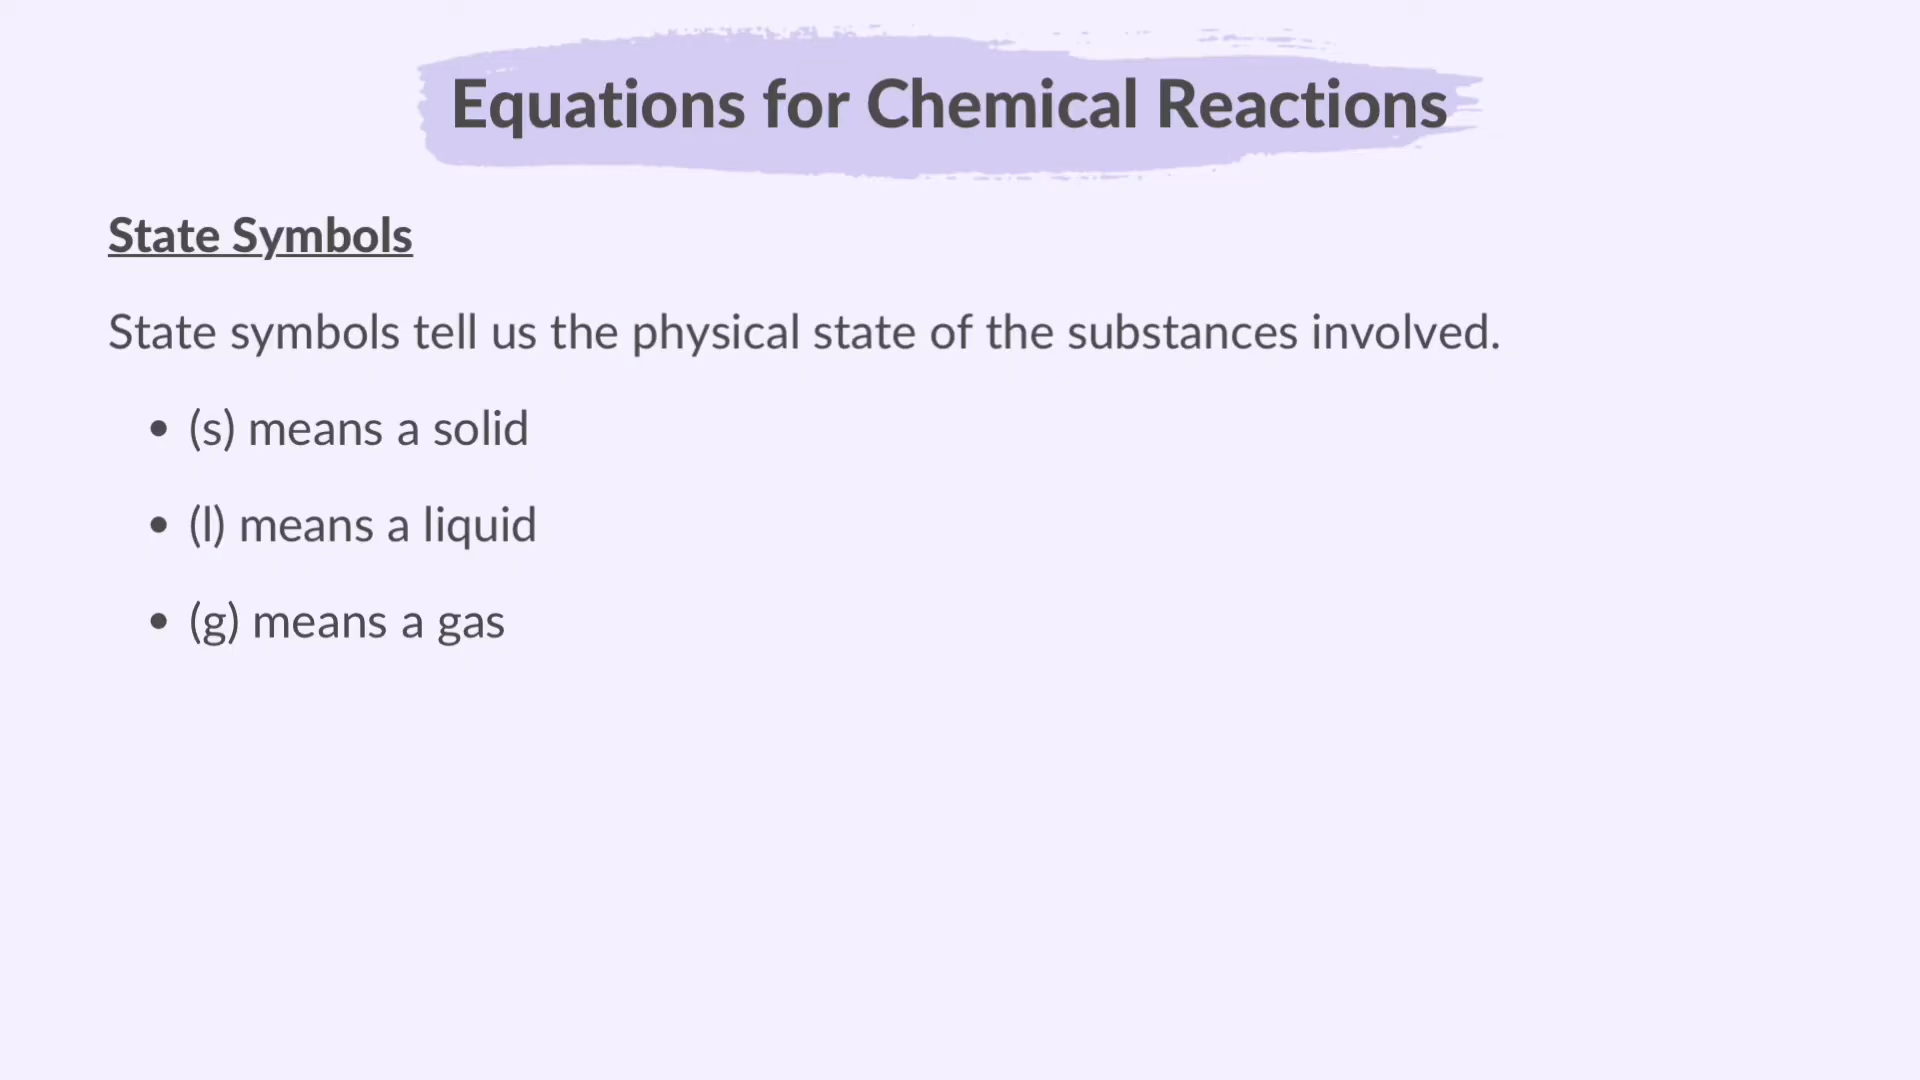 Equations for Chemical Reactions
State Symbols
State symbols tell us the physical state of the substances involved.
• (s) means a solid
• (l) means a liquid
• (g) means a gas